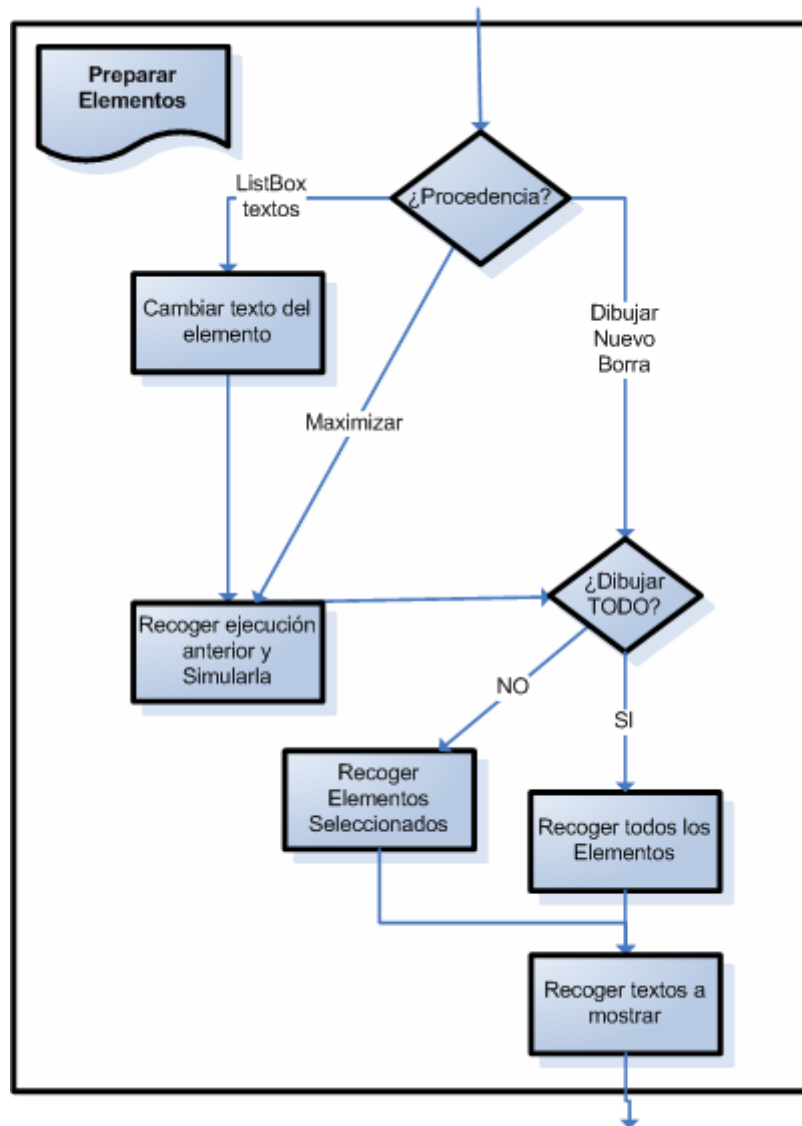 Preparar
Elementos
¿Procedencia?
ListBox
textos
Cambiar texto del
elemento
Dibujar
Nuevo
Borra
Maximizar
¿Dibujar
TODO?
Recoger ejecución
anterior y
Simularla
NO
SI
Recoger
Elementos
Seleccionados
Recoger todos los
Elementos
Recoger textos a
mostrar